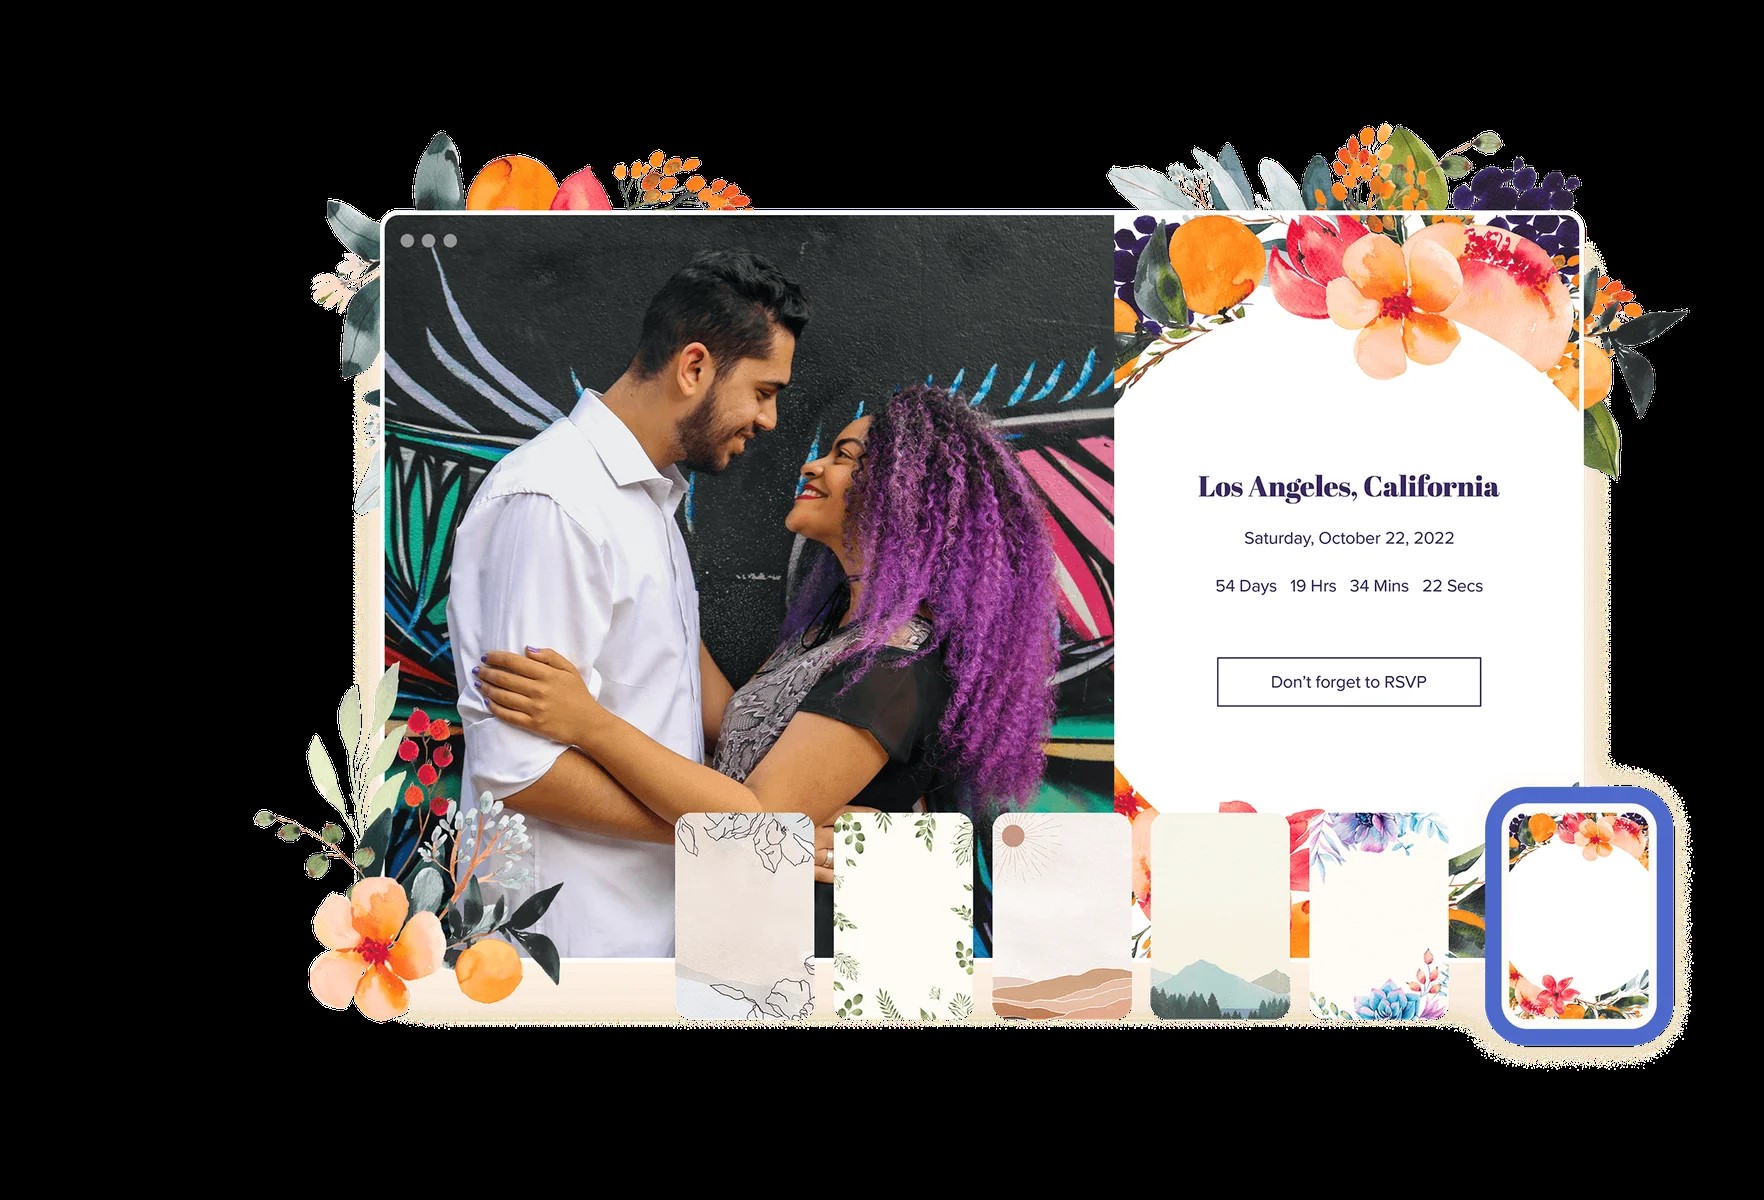 Los Angeles, California
Saturday, October 22, 2022
54 Days 19 Hrs 34 Mins 22 Secs
Don't forget to RSVP